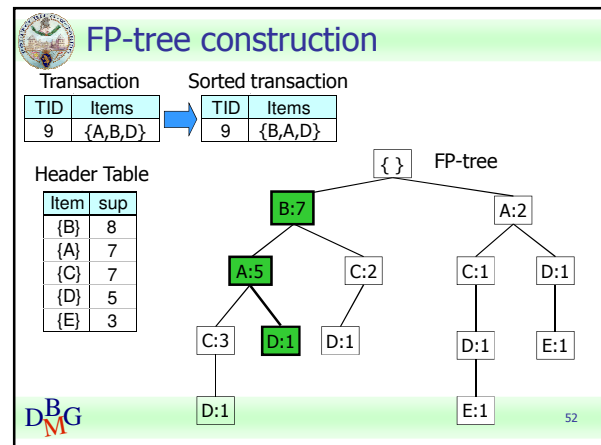 FP-tree construction
Transaction
TID Items
9 {A,B,D}
Sorted transaction
TID Items
9 {B,A,D}
Header Table
Item sup
{B} 8
{A} 7
{C} 7
{D} 5
{E} 3
FP-tree
{ }
B:7 A:2
A:5 C:2 C:1 D:1
C:3 D:1 D:1 D:1 E:1
D:1 E:1
DBMG
52